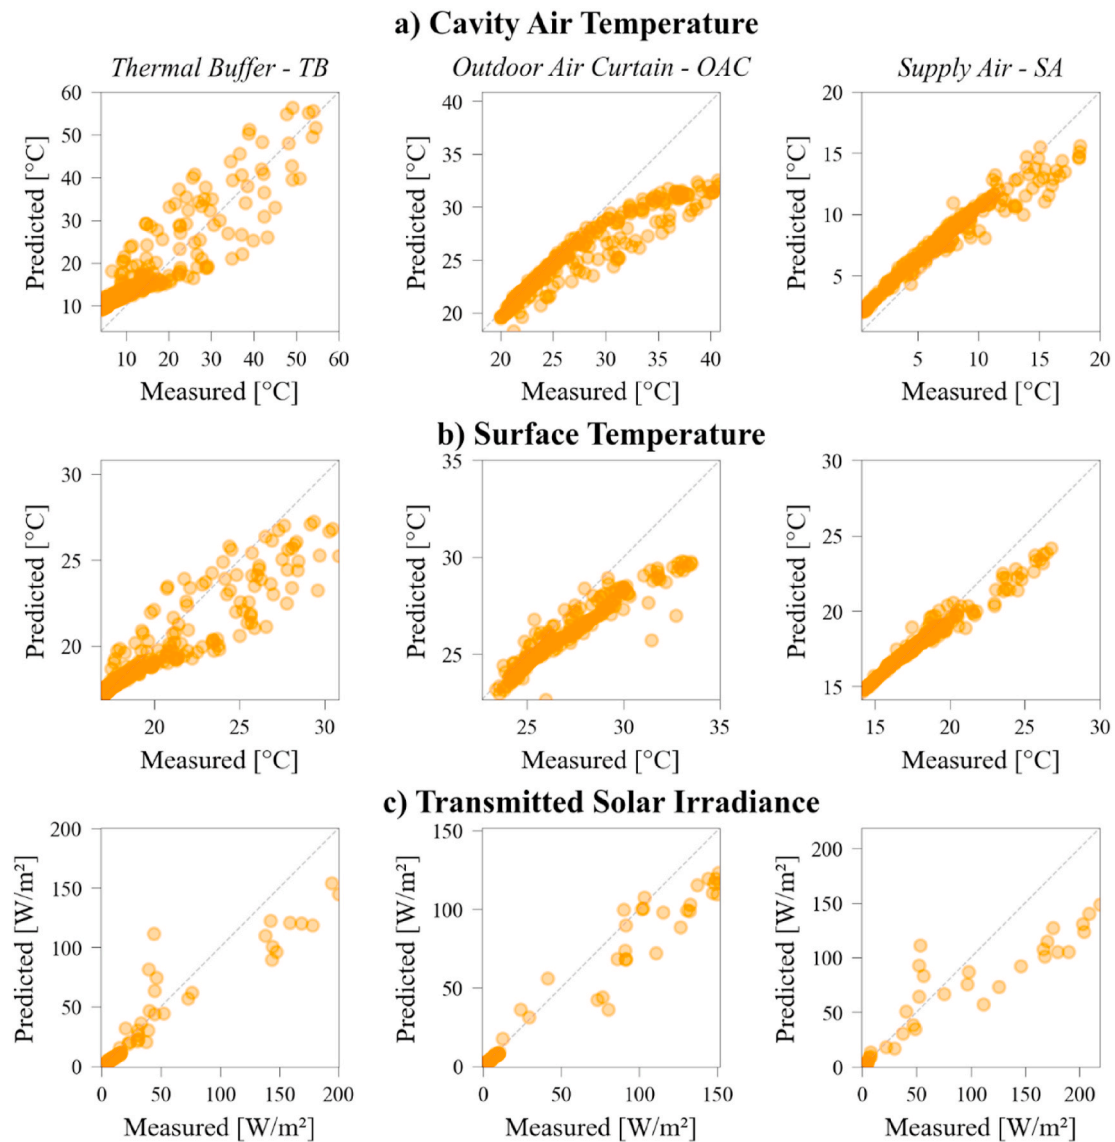 a) Cavity Air Temperature
Thermal Buffer - TB
Outdoor Air Curtain - OAC
Supply Air - SA
Predicted [°C]
60
50
40
30
20
10
10 20 30 40 50 60
Measured [°C]
Predicted [°C]
40
35
30
25
20
20 25 30 35 40
Measured [°C]
Predicted [°C]
20
15
10
5
5 10 15 20
Measured [°C]
b) Surface Temperature
Predicted [°C]
30
25
20
20 25 30
Measured [°C]
Predicted [°C]
35
30
25
25 30 35
Measured [°C]
Predicted [°C]
30
25
20
15
15 20 25 30
Measured [°C]
c) Transmitted Solar Irradiance
Predicted [W/m²]
200
150
100
50
0
0 50 100 150 200
Measured [W/m²]
Predicted [W/m²]
150
100
50
0
0 50 100 150
Measured [W/m²]
Predicted [W/m²]
200
150
100
50
0
0 50 100 150 200
Measured [W/m²]